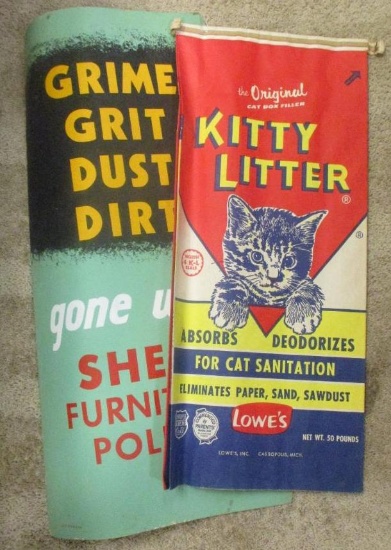 GRIME
GRIT
DUST
DIRT
gone u
SHE
FURNIT
POLI
the Original
CAT BOX FILLER
KITTY
LITTER ®
®
ABSORBS DEODORIZES
FOR CAT SANITATION
ELIMINATES PAPER, SAND, SAWDUST
LOWE'S
NET WT. 50 POUNDS
LOWE'S, INC. CASSOPOLIS, MICH.